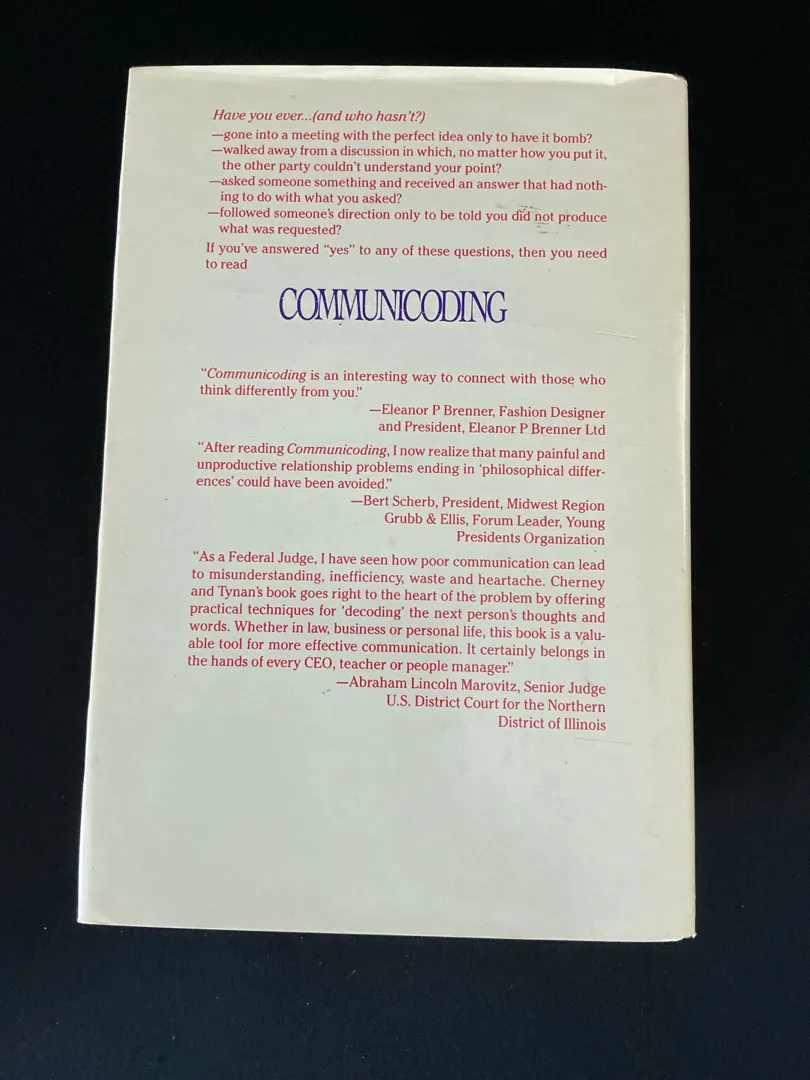 Have you ever...(and who hasn't?)
—gone into a meeting with the perfect idea only to have it bomb?
—walked away from a discussion in which, no matter how you put it,
the other party couldn't understand your point?
—asked someone something and received an answer that had noth-
ing to do with what you asked?
—followed someone's direction only to be told you did not produce
what was requested?
If you've answered "yes" to any of these questions, then you need
to read
COMMUNICODING
"Communicoding is an interesting way to connect with those who
think differently from you."
—Eleanor P Brenner, Fashion Designer
and President, Eleanor P Brenner Ltd
"After reading Communicoding, I now realize that many painful and
unproductive relationship problems ending in 'philosophical differ-
ences' could have been avoided."
—Bert Scherb, President, Midwest Region
Grubb & Ellis, Forum Leader, Young
Presidents Organization
"As a Federal Judge, I have seen how poor communication can lead
to misunderstanding, inefficiency, waste and heartache. Cherney
and Tynan's book goes right to the heart of the problem by offering
practical techniques for 'decoding' the next person's thoughts and
words. Whether in law, business or personal life, this book is a valu-
able tool for more effective communication. It certainly belongs in
the hands of every CEO, teacher or people manager."
—Abraham Lincoln Marovitz, Senior Judge
U.S. District Court for the Northern
District of Illinois